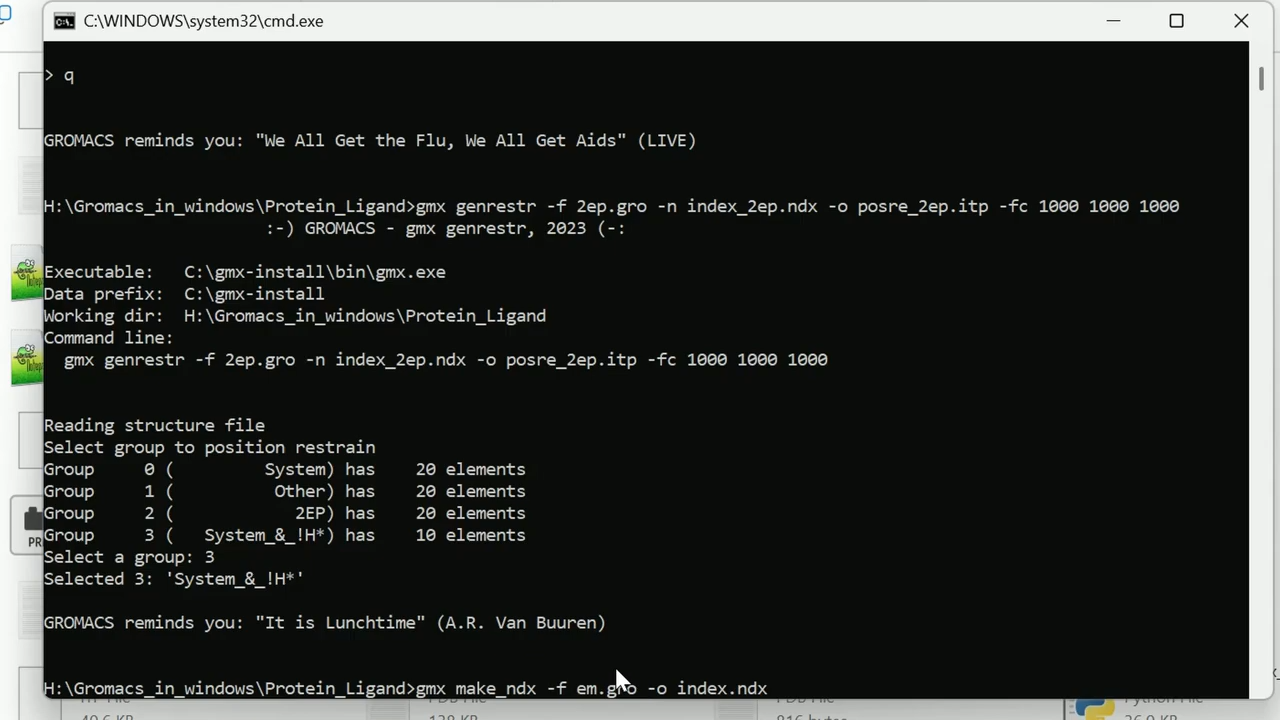 C:\WINDOWS\system32\cmd.exe
> q
GROMACS reminds you: "We All Get the Flu, We All Get Aids" (LIVE)
H:\Gromacs_in_windows\Protein_Ligand>gmx genrestr -f 2ep.gro -n index_2ep.ndx -o posre_2ep.itp -fc 1000 1000 1000
:-) GROMACS - gmx genrestr, 2023 (-:
Executable: C:\gmx-install\bin\gmx.exe
Data prefix: C:\gmx-install
Working dir: H:\Gromacs_in_windows\Protein_Ligand
Command line:
gmx genrestr -f 2ep.gro -n index_2ep.ndx -o posre_2ep.itp -fc 1000 1000 1000
Reading structure file
Select group to position restrain
Group 0 ( System) has 20 elements
Group 1 ( Other) has 20 elements
Group 2 ( 2EP) has 20 elements
Group 3 ( System_&_!H*) has 10 elements
Select a group: 3
Selected 3: 'System_&_!H*'
PR
GROMACS reminds you: "It is Lunchtime" (A.R. Van Buuren)
H:\Gromacs_in_windows\Protein_Ligand>gmx make_ndx -f em.gro -o index.ndx